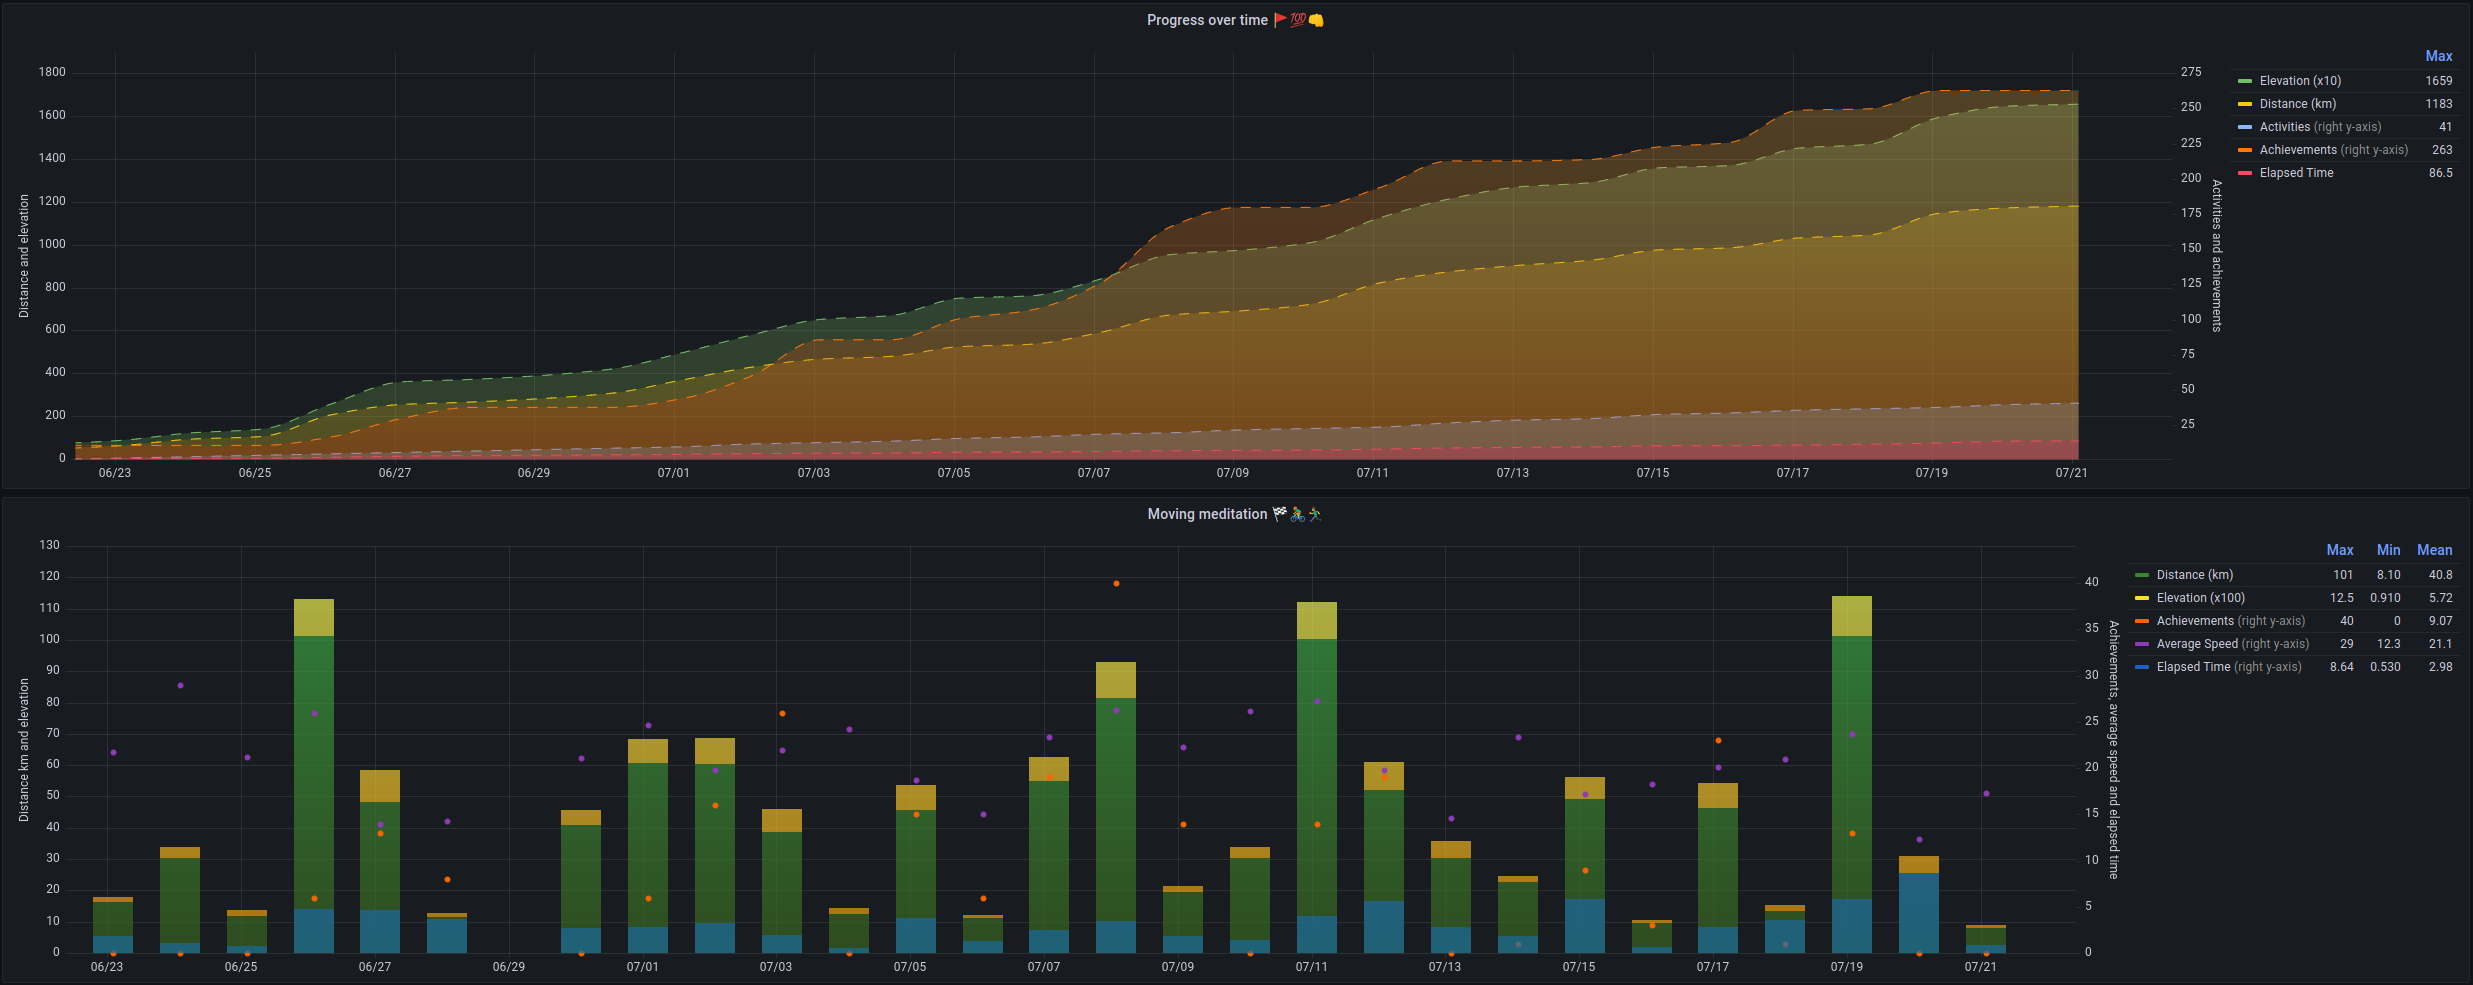 Progress over time 🚩💯👊
Max
Elevation (x10) 1659
Distance (km) 1183
Activities (right y-axis) 41
Achievements (right y-axis) 263
Elapsed Time 86.5
Distance and elevation
1800
1600
1400
1200
1000
800
600
400
200
0
275
250
225
200
175
150
125
100
75
50
25
Activities and achievements
06/23 06/25 06/27 06/29 07/01 07/03 07/05 07/07 07/09 07/11 07/13 07/15 07/17 07/19 07/21
Moving meditation 🏁🚴🏃
Max Min Mean
Distance (km) 101 8.10 40.8
Elevation (x100) 12.5 0.910 5.72
Achievements (right y-axis) 40 0 9.07
Average Speed (right y-axis) 29 12.3 21.1
Elapsed Time (right y-axis) 8.64 0.530 2.98
Distance km and elevation
130
120
110
100
90
80
70
60
50
40
30
20
10
0
40
35
30
25
20
15
10
5
0
Achievements, average speed and elapsed time
06/23 06/25 06/27 06/29 07/01 07/03 07/05 07/07 07/09 07/11 07/13 07/15 07/17 07/19 07/21